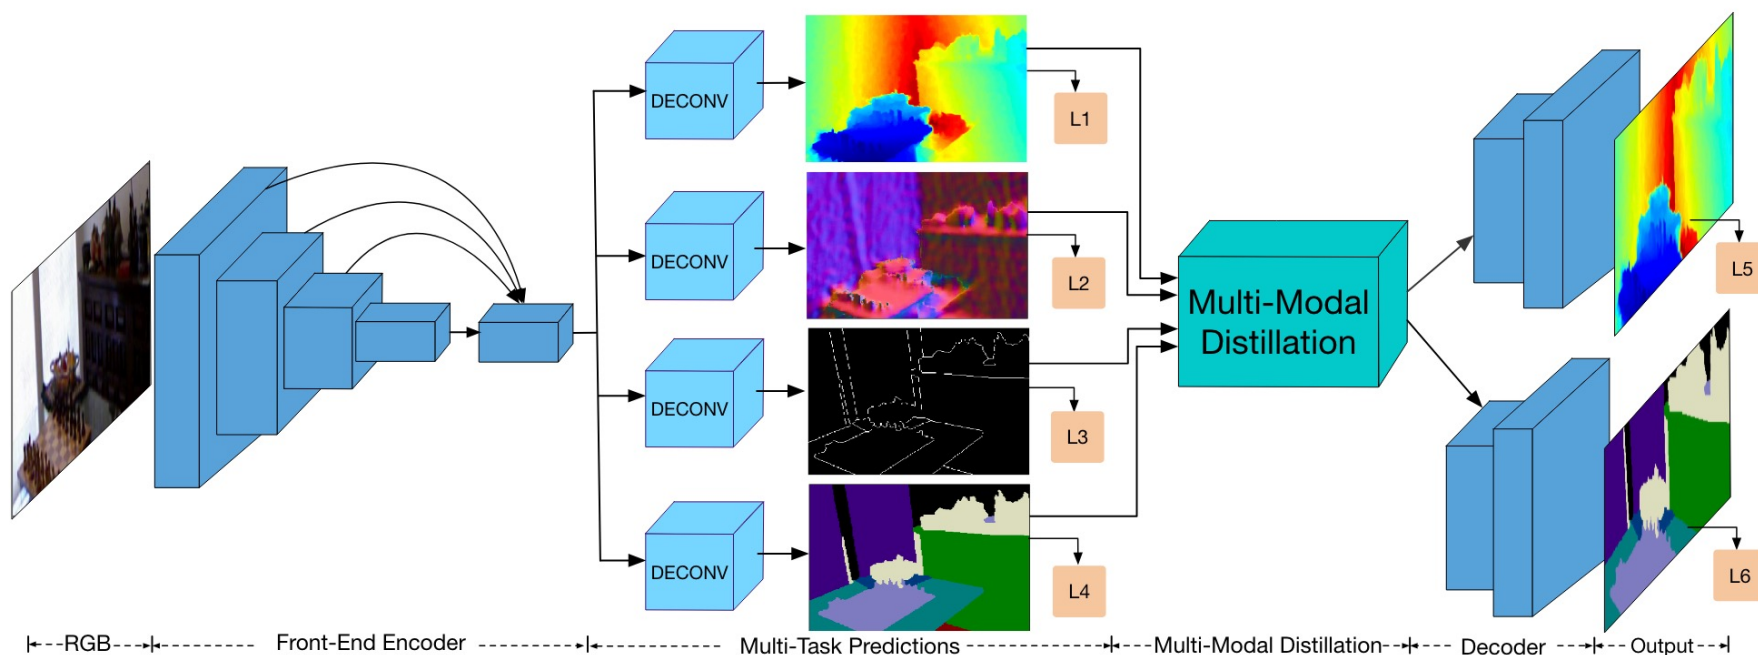 DECONV
L1
DECONV
L2
DECONV
L3
DECONV
L4
Multi-Modal
Distillation
L5
L6
RGB
Front-End Encoder
Multi-Task Predictions
Multi-Modal Distillation
Decoder
Output